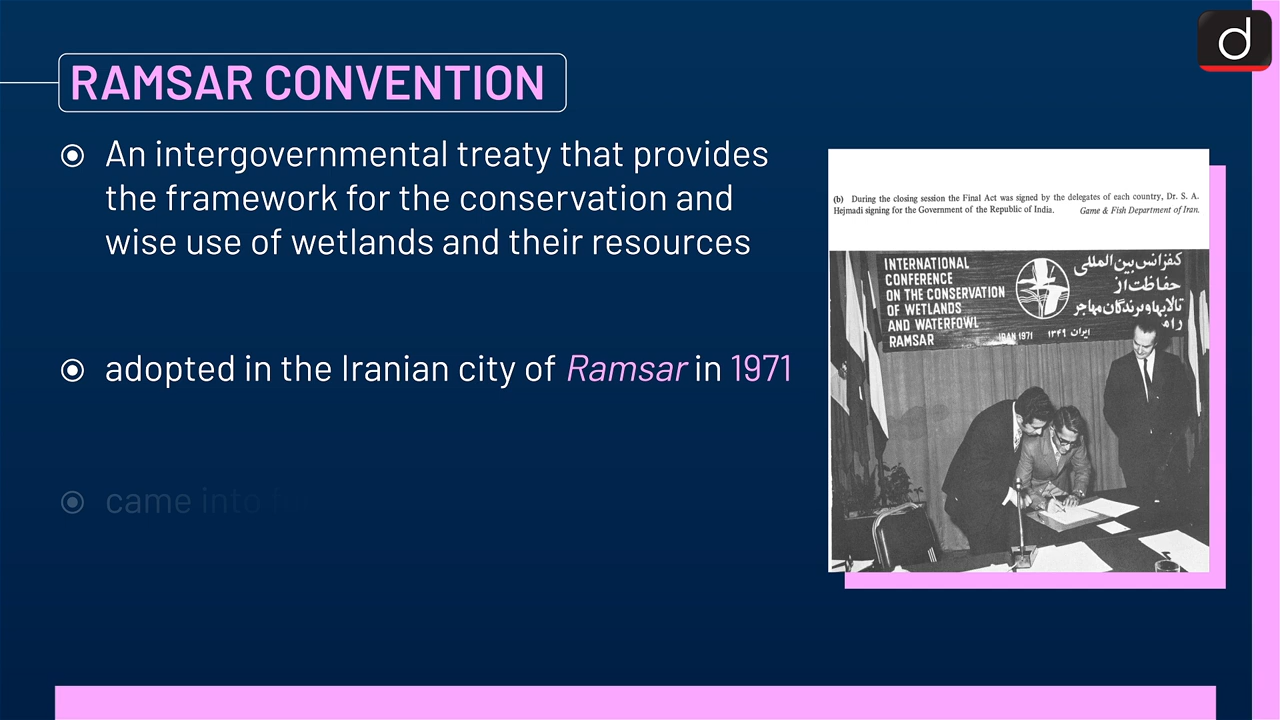 RAMSAR CONVENTION
An intergovernmental treaty that provides
the framework for the conservation and
wise use of wetlands and their resources
adopted in the Iranian city of Ramsar in 1971
came into
d
(b) During the closing session the Final Act was signed by the delegates of each country, Dr. S. A.
Hejmadi signing for the Government of the Republic of India. Game & Fish Department of Iran.
INTERNATIONAL
CONFERENCE
ON THE CONSERVATION
OF WETLANDS
AND WATERFOWL
RAMSAR
IRAN 1971
کنفرانس بین المللی
حفاظت از
تالابها و پرندگان مهاجر
ایران ۱۳۴۹